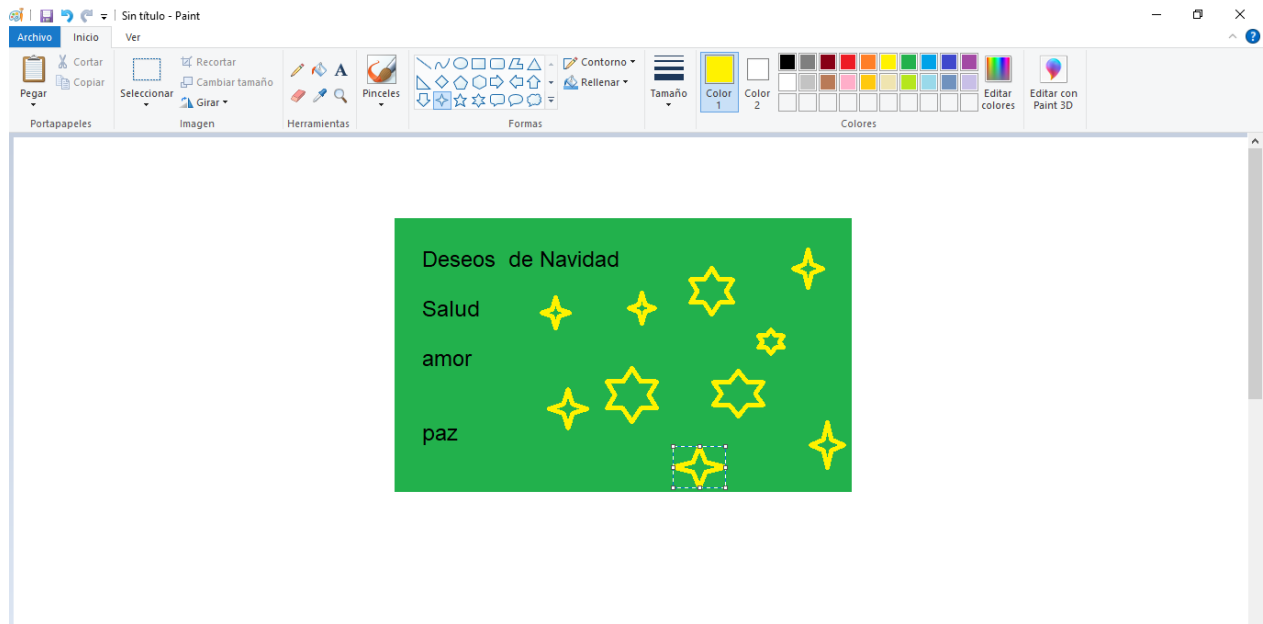 Sin título - Paint
Archivo Inicio Ver
Pegar
Cortar
Copiar
Portapapeles
Seleccionar
Recortar
Cambiar tamaño
Girar
Imagen
A
Herramientas
Pinceles
Contorno
Rellenar
Formas
Tamaño
Color 1
Color 2
Editar colores
Colores
Editar con Paint 3D
Deseos  de Navidad
Salud
amor
paz